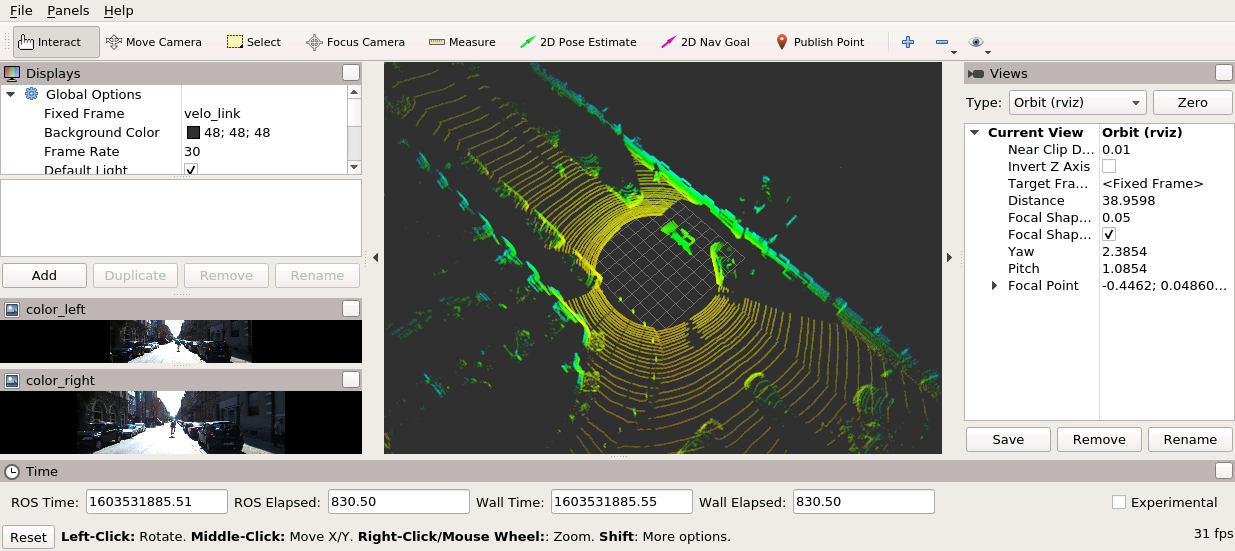 File Panels Help
Interact Move Camera Select Focus Camera Measure 2D Pose Estimate 2D Nav Goal Publish Point
Displays
Global Options
Fixed Frame velo_link
Background Color 48; 48; 48
Frame Rate 30
Default Light
Add Duplicate Remove Rename
color_left
color_right
Views
Type: Orbit (rviz) Zero
Current View Orbit (rviz)
Near Clip D... 0.01
Invert Z Axis
Target Fra... <Fixed Frame>
Distance 38.9598
Focal Shap... 0.05
Focal Shap...
Yaw 2.3854
Pitch 1.0854
Focal Point -0.4462; 0.04860...
Save Remove Rename
Time
ROS Time: 1603531885.51 ROS Elapsed: 830.50 Wall Time: 1603531885.55 Wall Elapsed: 830.50 Experimental
Reset Left-Click: Rotate. Middle-Click: Move X/Y. Right-Click/Mouse Wheel:: Zoom. Shift: More options. 31 fps